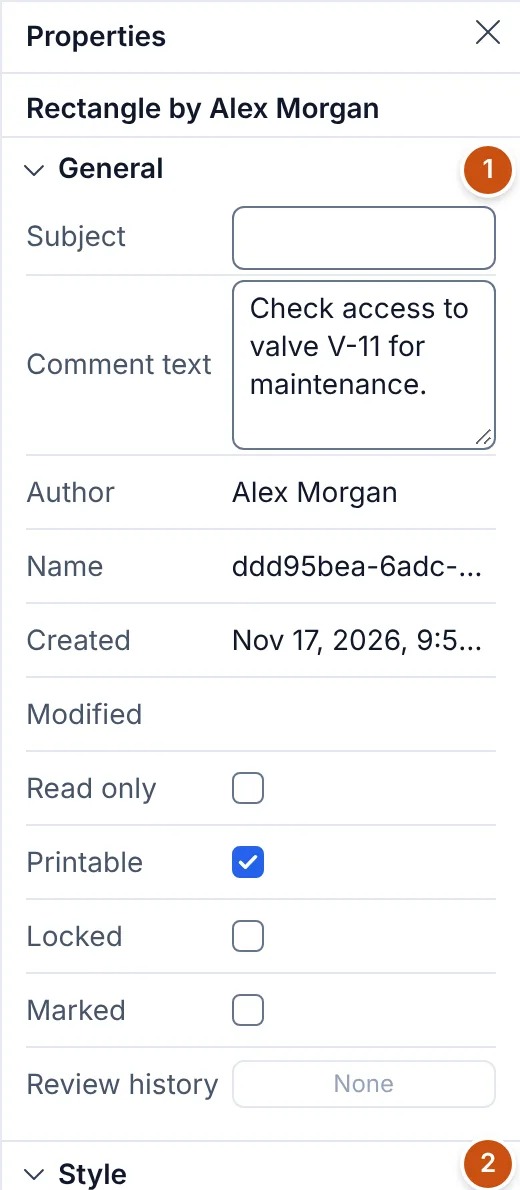 Properties
Rectangle by Alex Morgan
General
1
Subject
Comment text
Check access to
valve V-11 for
maintenance.
Author
Alex Morgan
Name
ddd95bea-6adc-...
Created
Nov 17, 2026, 9:5...
Modified
Read only
Printable
Locked
Marked
Review history
None
Style
2